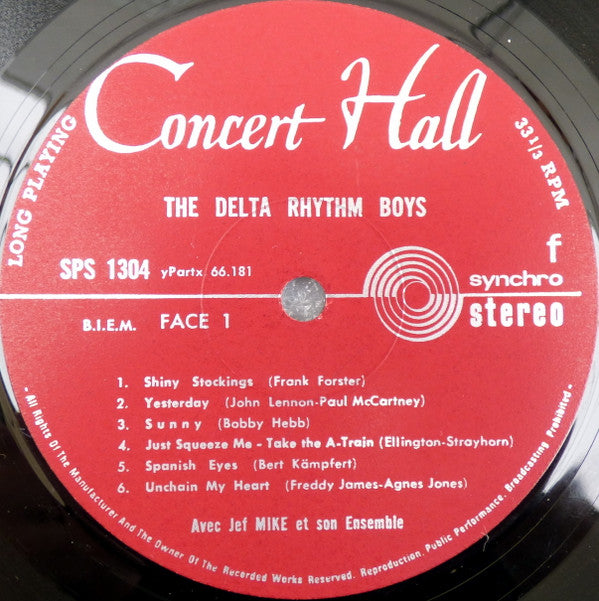 Concert Hall
LONG PLAYING
33 1/3 RPM
THE DELTA RHYTHM BOYS
f
SPS 1304 yPartx 66.181
synchro
stereo
B.I.E.M. FACE 1
1. Shiny Stockings (Frank Forster)
2. Yesterday (John Lennon-Paul McCartney)
3. Sunny (Bobby Hebb)
4. Just Squeeze Me - Take the A-Train (Ellington-Strayhorn)
5. Spanish Eyes (Bert Kämpfert)
6. Unchain My Heart (Freddy James-Agnes Jones)
Avec Jef MIKE et son Ensemble
- All Rights Of The Manufacturer And The Owner Of The Recorded Works Reserved. Reproduction. Public Performance. Broadcasting Prohibited -